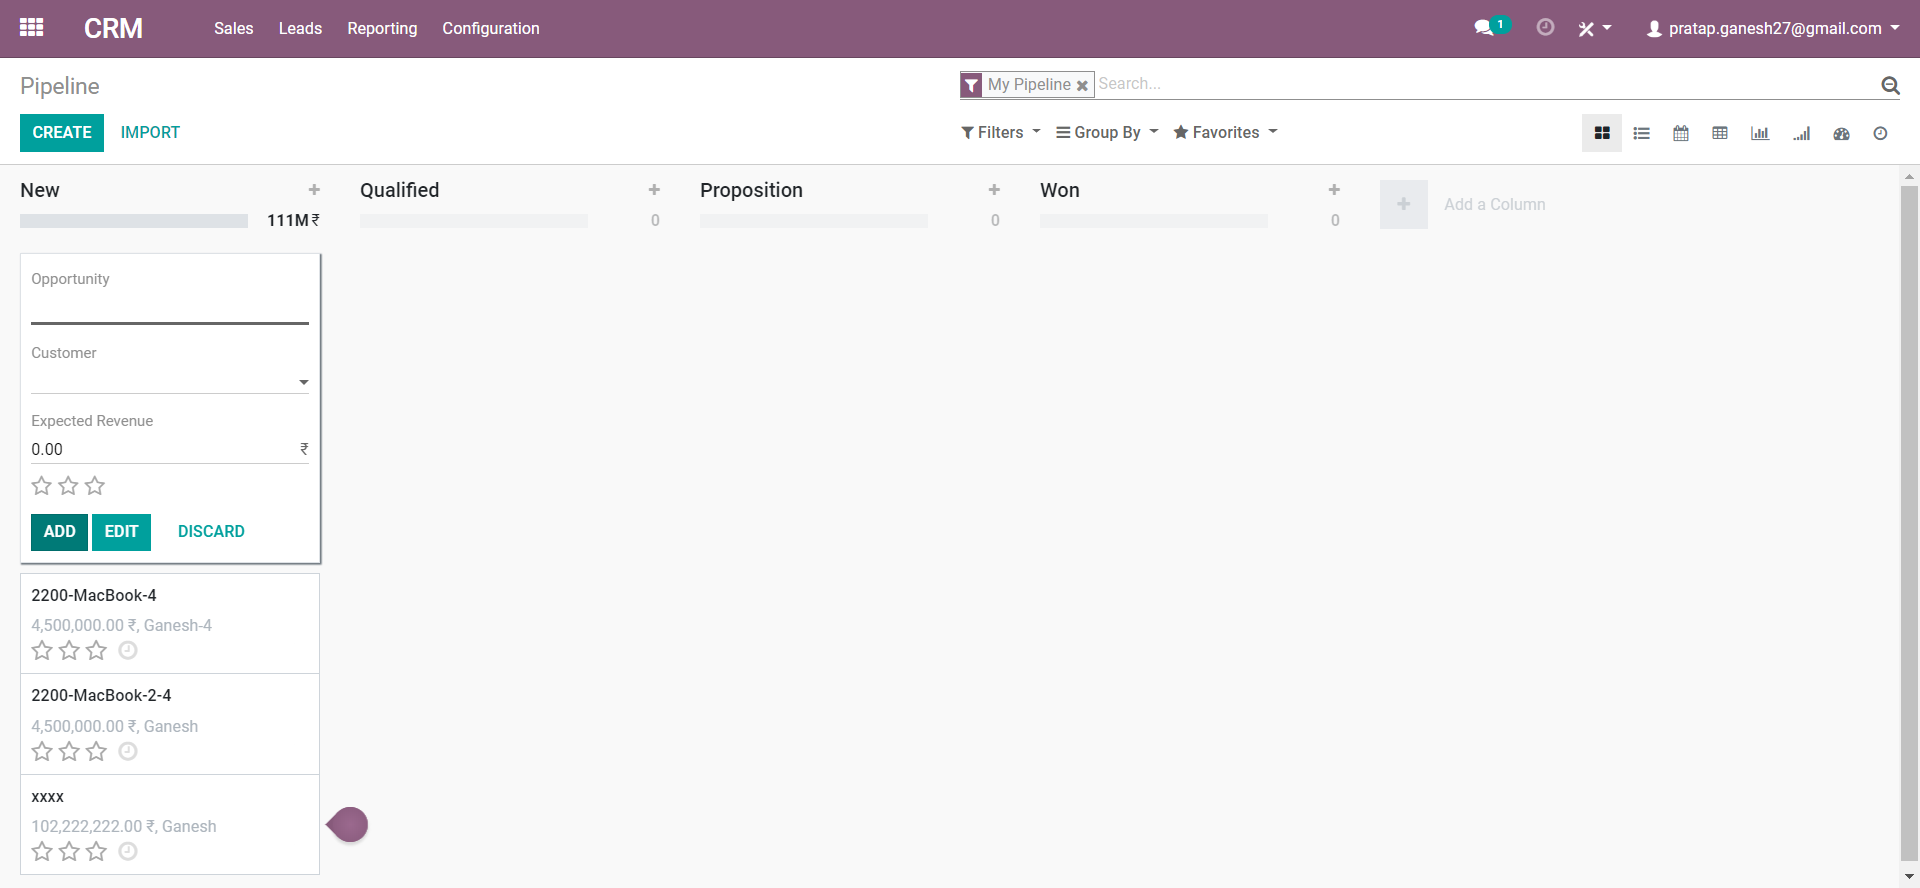 CRM Sales Leads Reporting Configuration 1 pratap.ganesh27@gmail.com
Pipeline
My Pipeline Search...
CREATE IMPORT
Filters Group By Favorites
New Qualified Proposition Won
Add a Column
111M ₹ 0 0 0
Opportunity
Customer
Expected Revenue
0.00 ₹
ADD EDIT DISCARD
2200-MacBook-4
4,500,000.00 ₹, Ganesh-4
2200-MacBook-2-4
4,500,000.00 ₹, Ganesh
xxxx
102,222,222.00 ₹, Ganesh